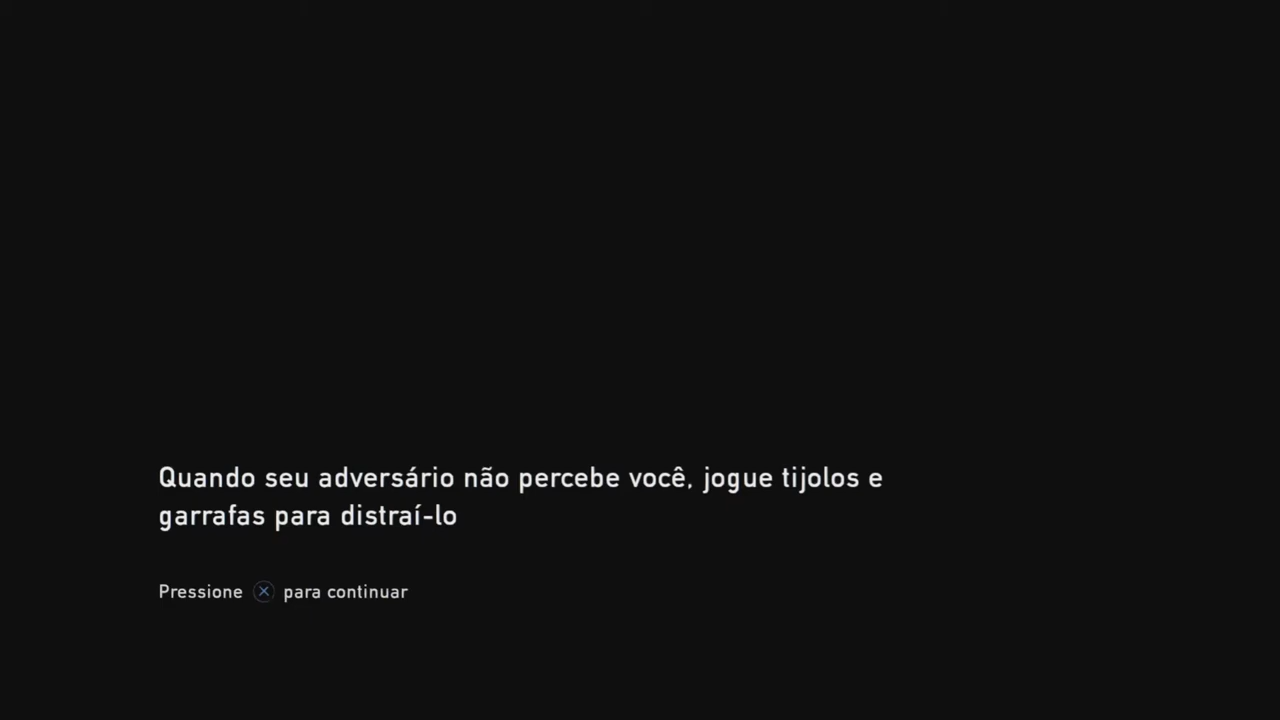 Quando seu adversário não percebe você, jogue tijolos e
garrafas para distraí-lo
Pressione ⓧ para continuar